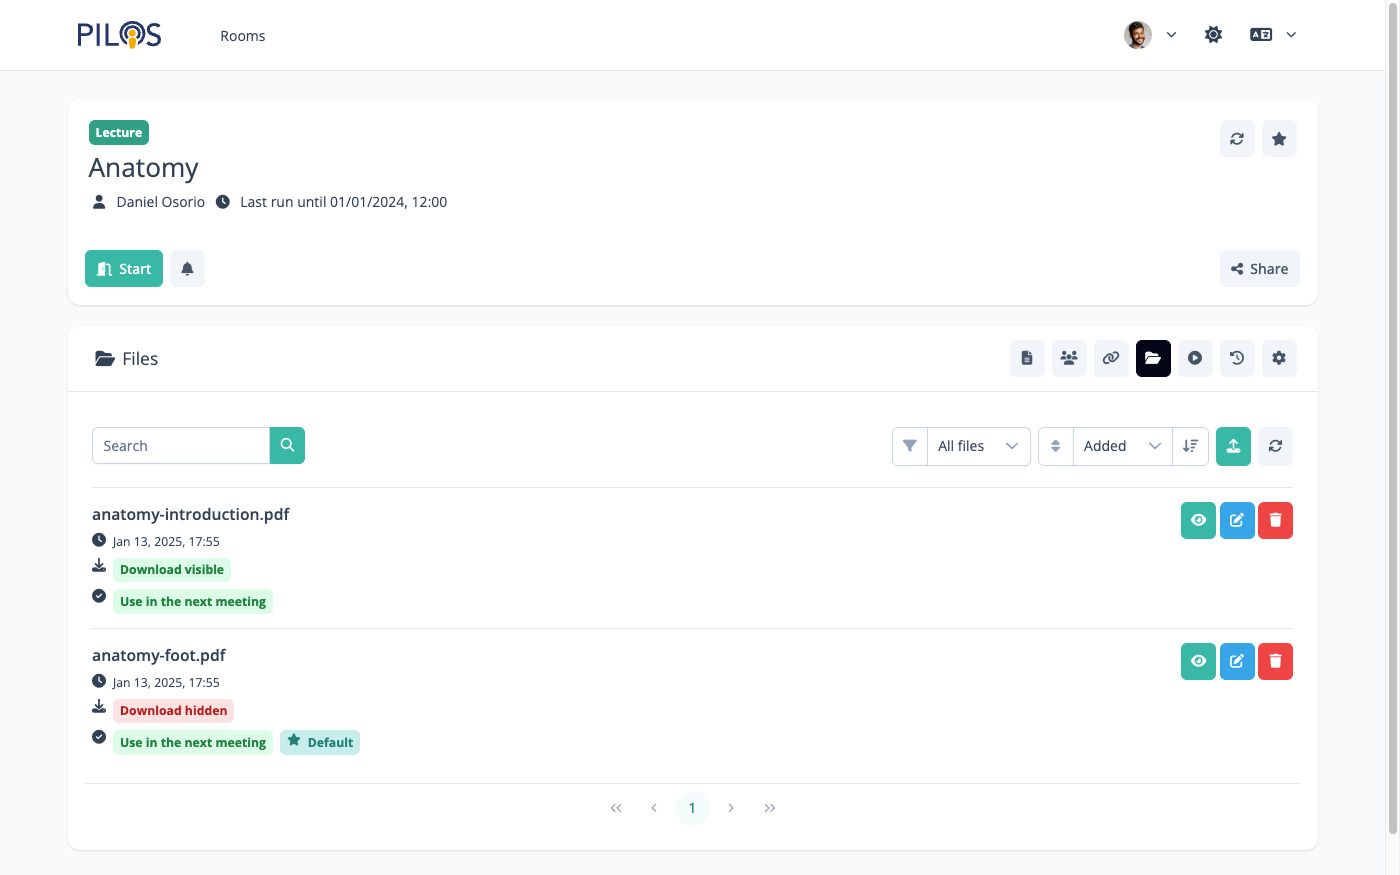 PILOS
Rooms
Lecture
Anatomy
Daniel Osorio Last run until 01/01/2024, 12:00
Start
Share
Files
Search
All files
Added
anatomy-introduction.pdf
Jan 13, 2025, 17:55
Download visible
Use in the next meeting
anatomy-foot.pdf
Jan 13, 2025, 17:55
Download hidden
Use in the next meeting Default
1